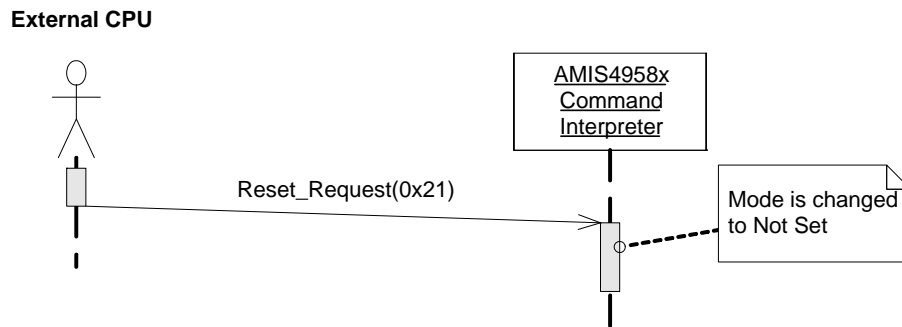 External CPU
AMIS4958x
Command
Interpreter
Reset_Request(0x21)
Mode is changed
to Not Set